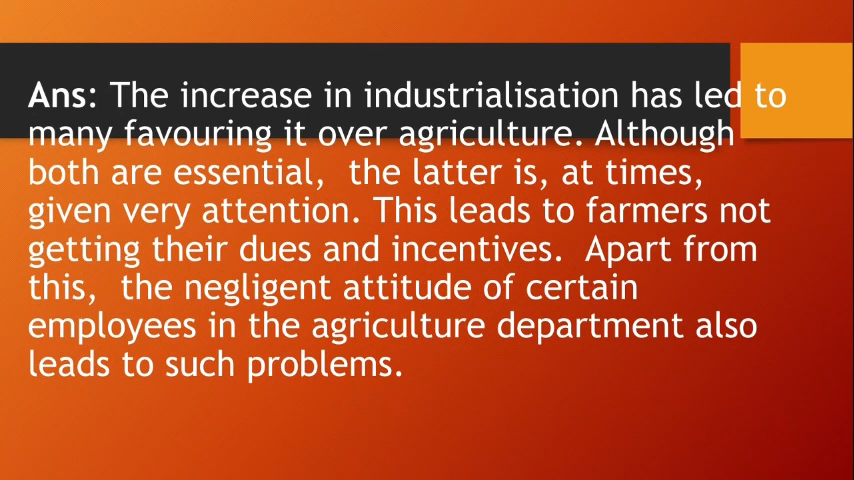 Ans: The increase in industrialisation has led to
many favouring it over agriculture. Although
both are essential,  the latter is, at times,
given very attention. This leads to farmers not
getting their dues and incentives.  Apart from
this,  the negligent attitude of certain
employees in the agriculture department also
leads to such problems.